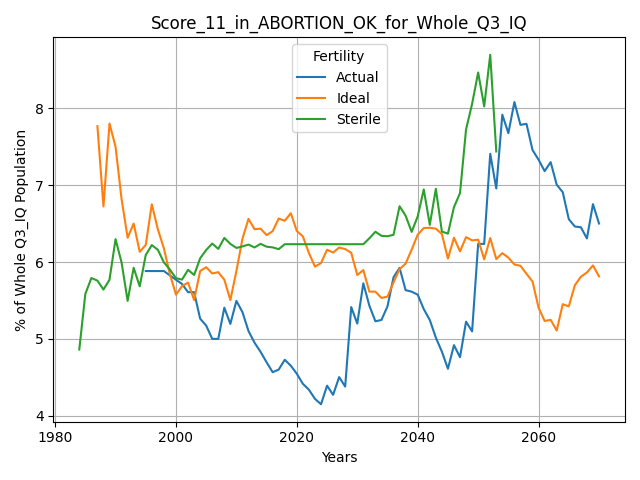 Score_11_in_ABORTION_OK_for_Whole_Q3_IQ
Fertility
Actual
Ideal
Sterile
% of Whole Q3_IQ Population
8
7
6
5
4
1980 2000 2020 2040 2060
Years